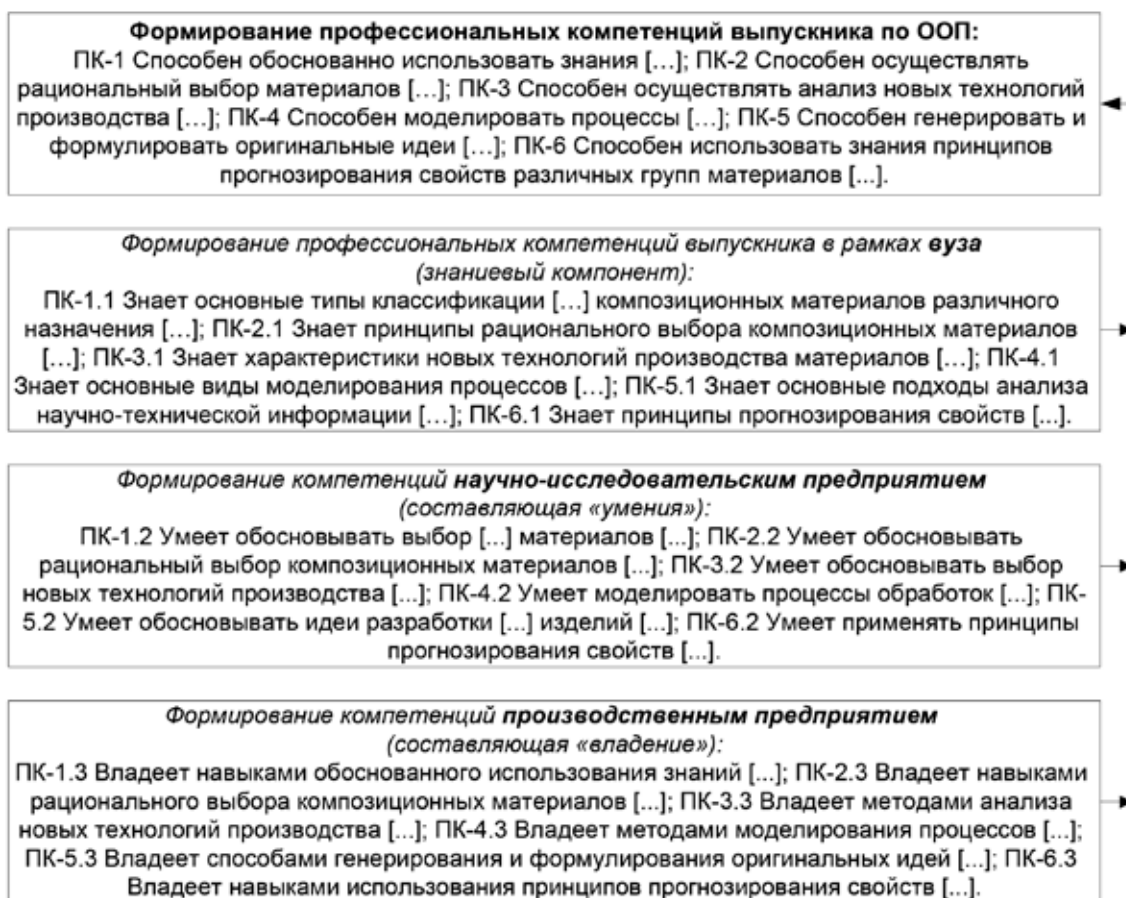 Формирование профессиональных компетенций выпускника по ООП:
ПК-1 Способен обоснованно использовать знания […]; ПК-2 Способен осуществлять
рациональный выбор материалов […]; ПК-3 Способен осуществлять анализ новых технологий
производства […]; ПК-4 Способен моделировать процессы […]; ПК-5 Способен генерировать и
формулировать оригинальные идеи […]; ПК-6 Способен использовать знания принципов
прогнозирования свойств различных групп материалов [...].
Формирование профессиональных компетенций выпускника в рамках вуза
(знаниевый компонент):
ПК-1.1 Знает основные типы классификации […] композиционных материалов различного
назначения […]; ПК-2.1 Знает принципы рационального выбора композиционных материалов
[…]; ПК-3.1 Знает характеристики новых технологий производства материалов […]; ПК-4.1
Знает основные виды моделирования процессов […]; ПК-5.1 Знает основные подходы анализа
научно-технической информации […]; ПК-6.1 Знает принципы прогнозирования свойств [...].
Формирование компетенций научно-исследовательским предприятием
(составляющая «умения»):
ПК-1.2 Умеет обосновывать выбор [...] материалов [...]; ПК-2.2 Умеет обосновывать
рациональный выбор композиционных материалов [...]; ПК-3.2 Умеет обосновывать выбор
новых технологий производства [...]; ПК-4.2 Умеет моделировать процессы обработок [...]; ПК-
5.2 Умеет обосновывать идеи разработки [...] изделий [...]; ПК-6.2 Умеет применять принципы
прогнозирования свойств [...].
Формирование компетенций производственным предприятием
(составляющая «владение»):
ПК-1.3 Владеет навыками обоснованного использования знаний [...]; ПК-2.3 Владеет навыками
рационального выбора композиционных материалов [...]; ПК-3.3 Владеет методами анализа
новых технологий производства [...]; ПК-4.3 Владеет методами моделирования процессов [...];
ПК-5.3 Владеет способами генерирования и формулирования оригинальных идей [...]; ПК-6.3
Владеет навыками использования принципов прогнозирования свойств [...].